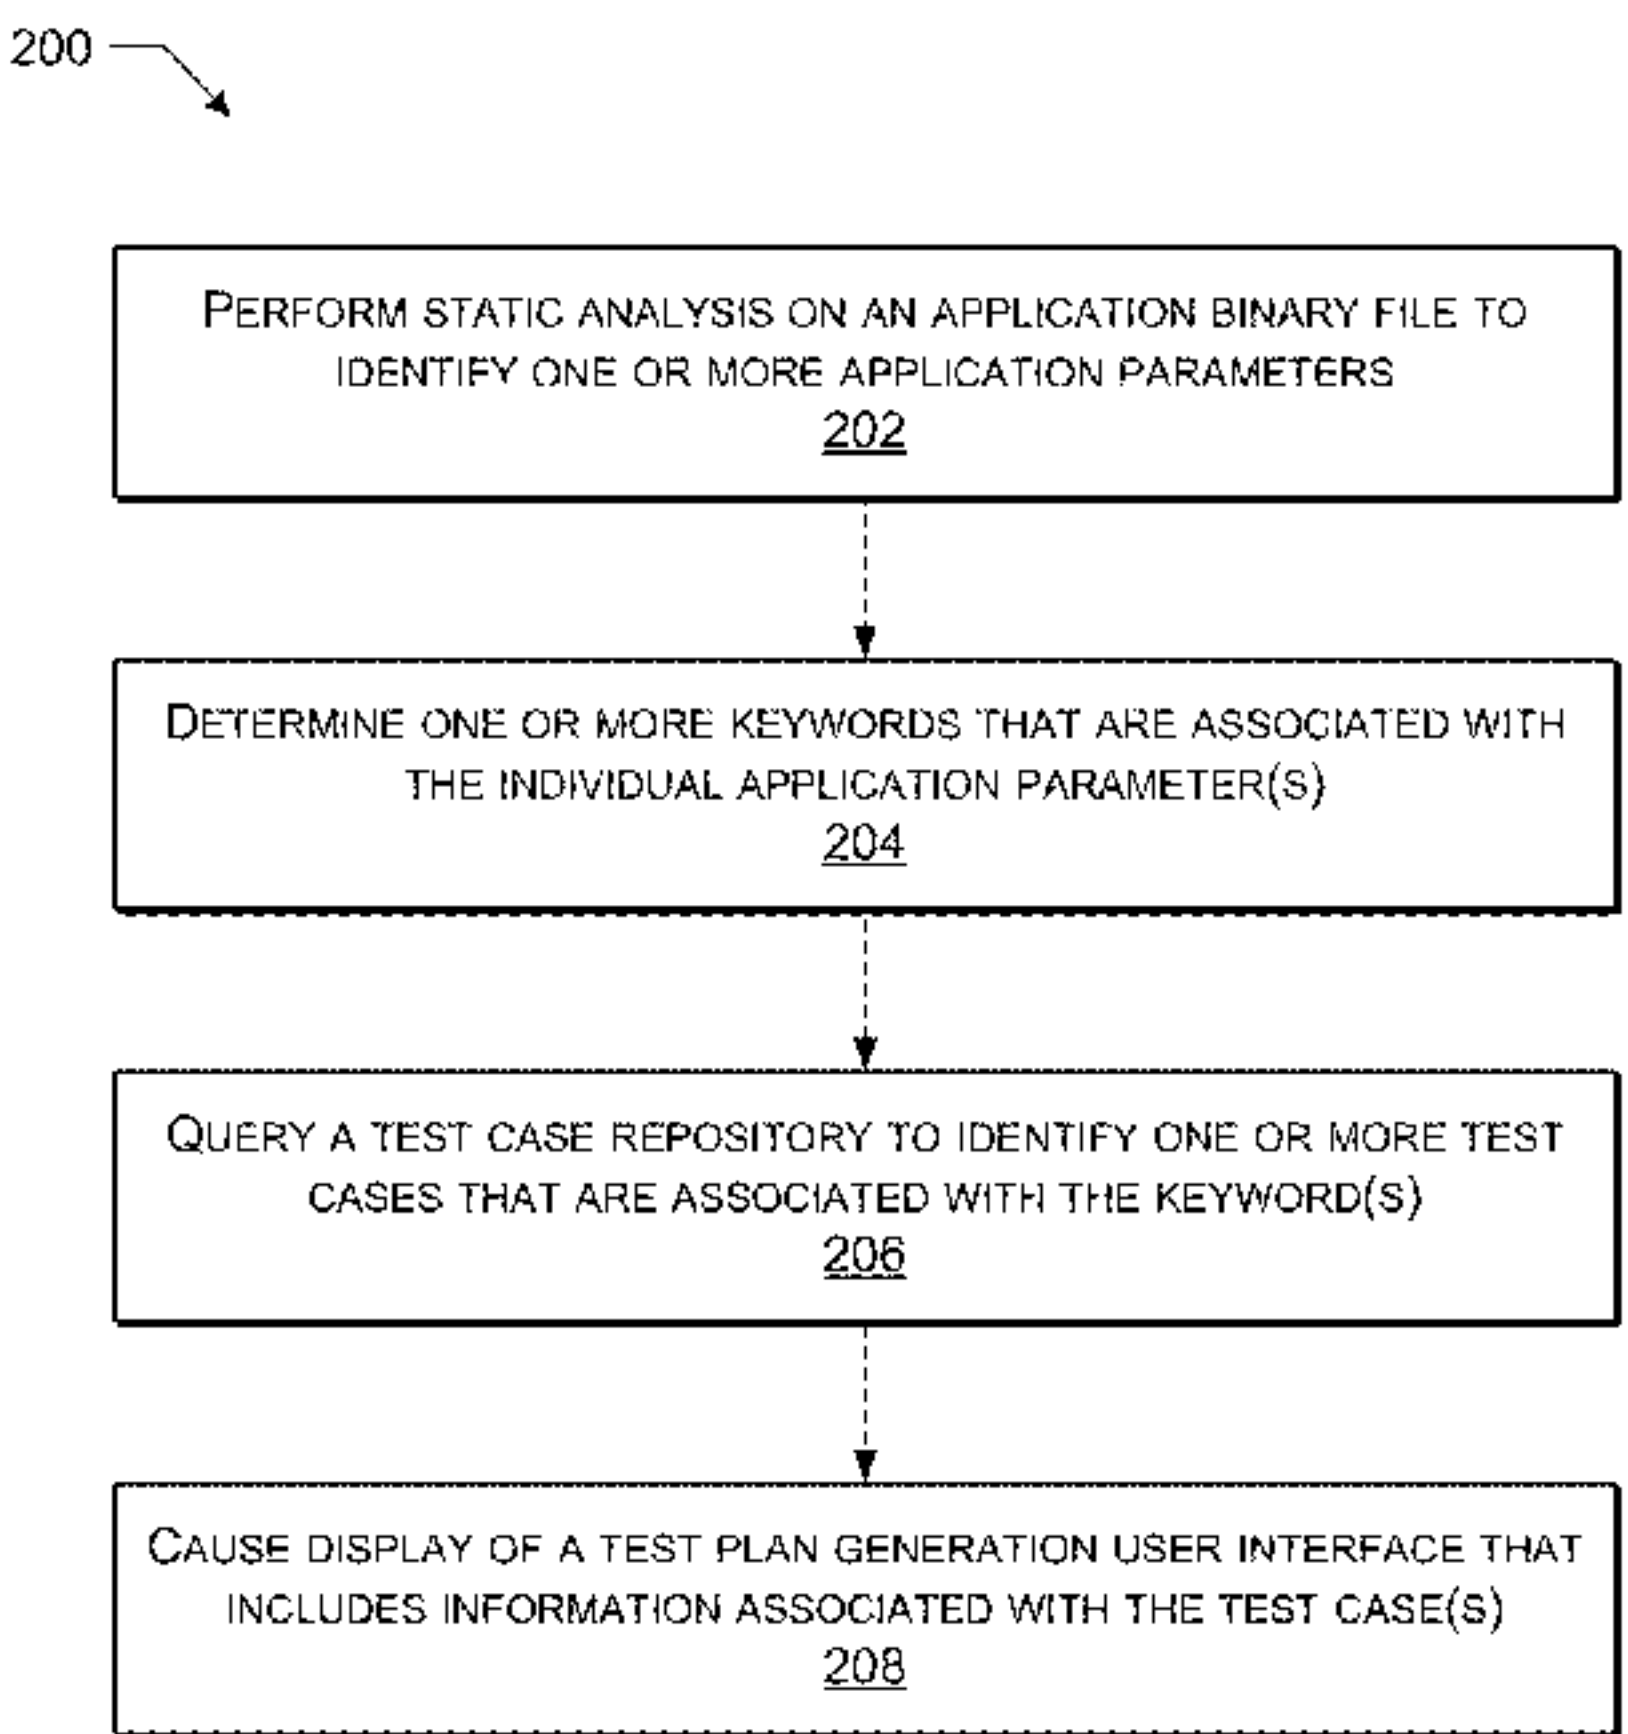 200
PERFORM STATIC ANALYSIS ON AN APPLICATION BINARY FILE TO
IDENTIFY ONE OR MORE APPLICATION PARAMETERS
202
DETERMINE ONE OR MORE KEYWORDS THAT ARE ASSOCIATED WITH
THE INDIVIDUAL APPLICATION PARAMETER(S)
204
QUERY A TEST CASE REPOSITORY TO IDENTIFY ONE OR MORE TEST
CASES THAT ARE ASSOCIATED WITH THE KEYWORD(S)
206
CAUSE DISPLAY OF A TEST PLAN GENERATION USER INTERFACE THAT
INCLUDES INFORMATION ASSOCIATED WITH THE TEST CASE(S)
208